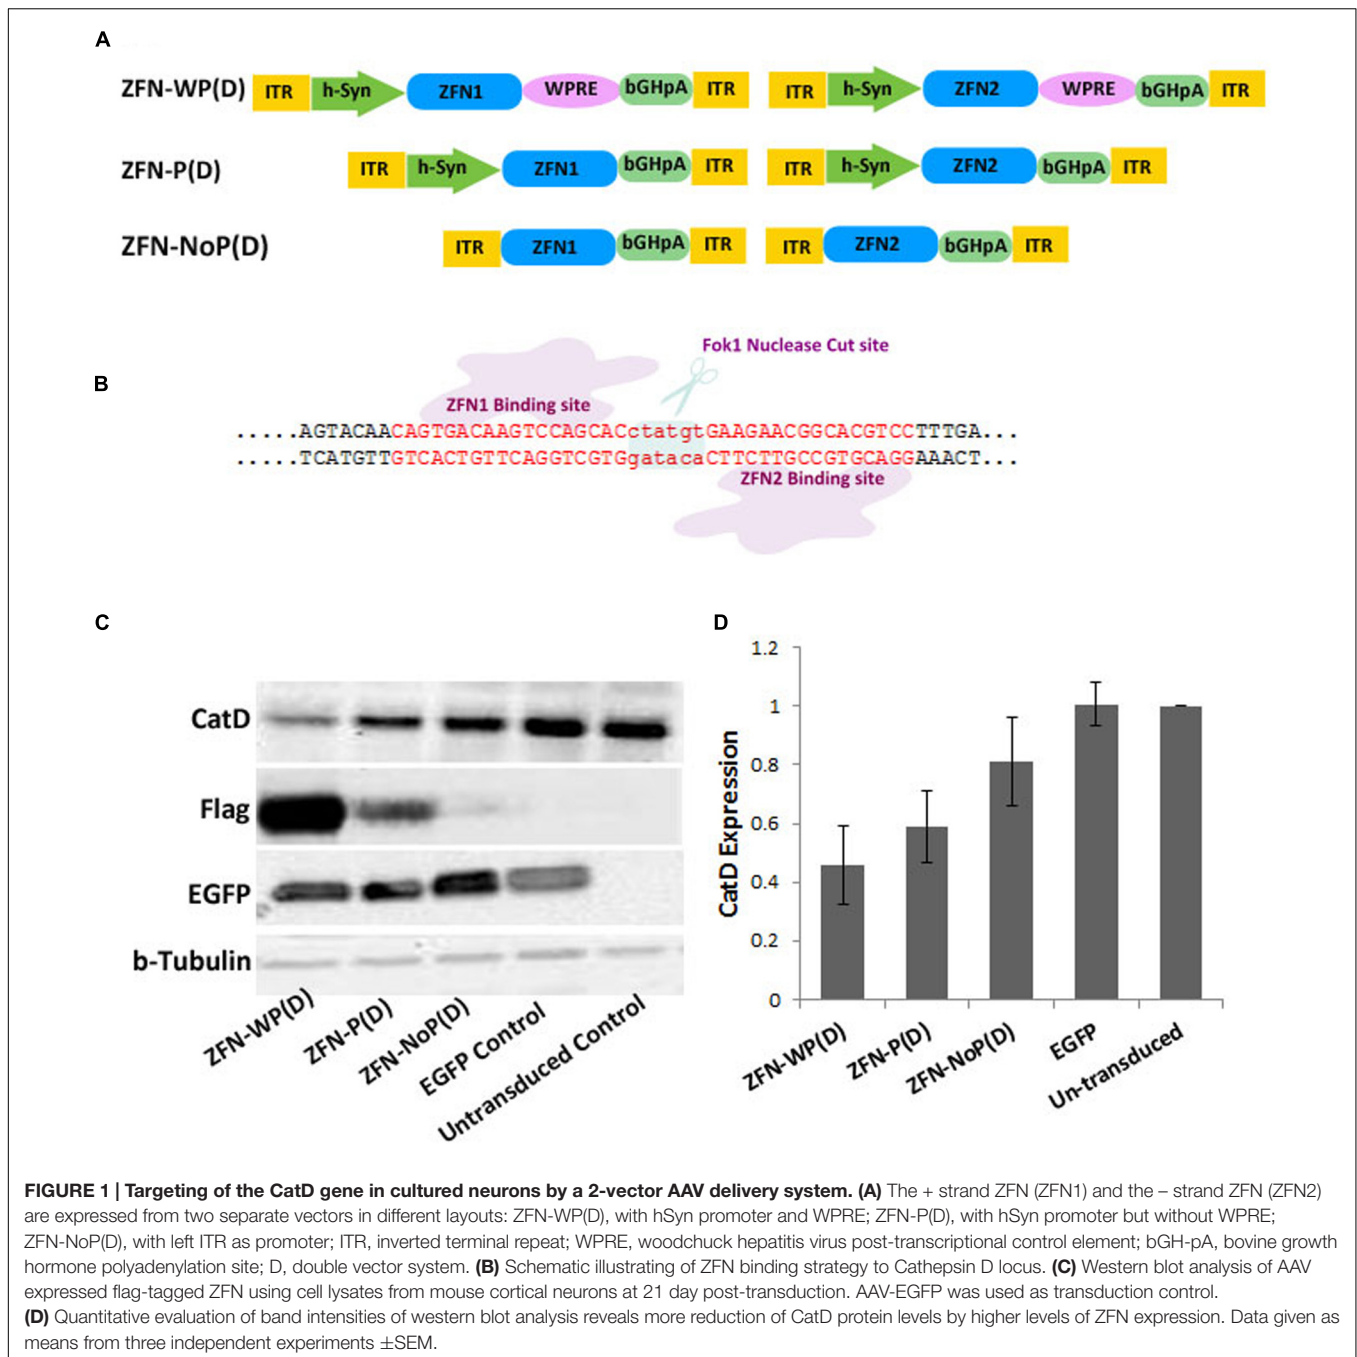 A
ZFN-WP(D) ITR h-Syn ZFN1 WPRE bGHpA ITR ITR h-Syn ZFN2 WPRE bGHpA ITR
ZFN-P(D) ITR h-Syn ZFN1 bGHpA ITR ITR h-Syn ZFN2 bGHpA ITR
ZFN-NoP(D) ITR ZFN1 bGHpA ITR ITR ZFN2 bGHpA ITR
B
Fok1 Nuclease Cut site
ZFN1 Binding site
.....AGTACAACAGTGACAAGTCCAGCACctatgtGAAGAACGGCACGTCCTTTGA...
.....TCATGTTGTCACTGTTCAGGTCGTGgatacaCTTCTTGCCGTGCAGGAAACT...
ZFN2 Binding site
C
CatD
Flag
EGFP
b-Tubulin
ZFN-WP(D)
ZFN-P(D)
ZFN-NoP(D)
EGFP Control
Untransduced Control
D
CatD Expression
1.2
1
0.8
0.6
0.4
0.2
0
ZFN-WP(D)
ZFN-P(D)
ZFN-NoP(D)
EGFP
Un-transduced
FIGURE 1 | Targeting of the CatD gene in cultured neurons by a 2-vector AAV delivery system. (A) The + strand ZFN (ZFN1) and the – strand ZFN (ZFN2)
are expressed from two separate vectors in different layouts: ZFN-WP(D), with hSyn promoter and WPRE; ZFN-P(D), with hSyn promoter but without WPRE;
ZFN-NoP(D), with left ITR as promoter; ITR, inverted terminal repeat; WPRE, woodchuck hepatitis virus post-transcriptional control element; bGH-pA, bovine growth
hormone polyadenylation site; D, double vector system. (B) Schematic illustrating of ZFN binding strategy to Cathepsin D locus. (C) Western blot analysis of AAV
expressed flag-tagged ZFN using cell lysates from mouse cortical neurons at 21 day post-transduction. AAV-EGFP was used as transduction control.
(D) Quantitative evaluation of band intensities of western blot analysis reveals more reduction of CatD protein levels by higher levels of ZFN expression. Data given as
means from three independent experiments ±SEM.